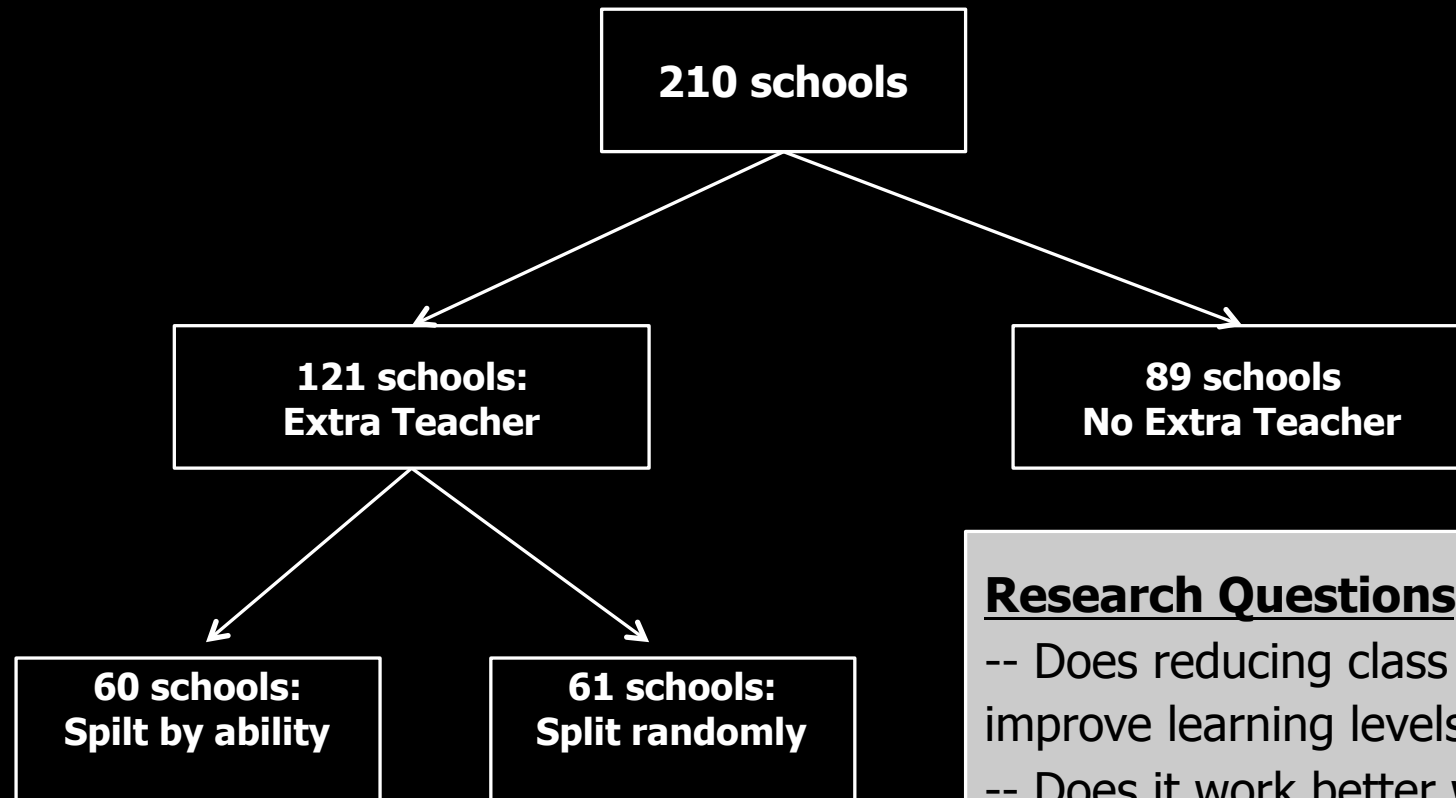 210 schools
121 schools:
Extra Teacher
89 schools
No Extra Teacher
60 schools:
Spilt by ability
61 schools:
Split randomly
Research Questions
-- Does reducing class
improve learning levels
-- Does it work better